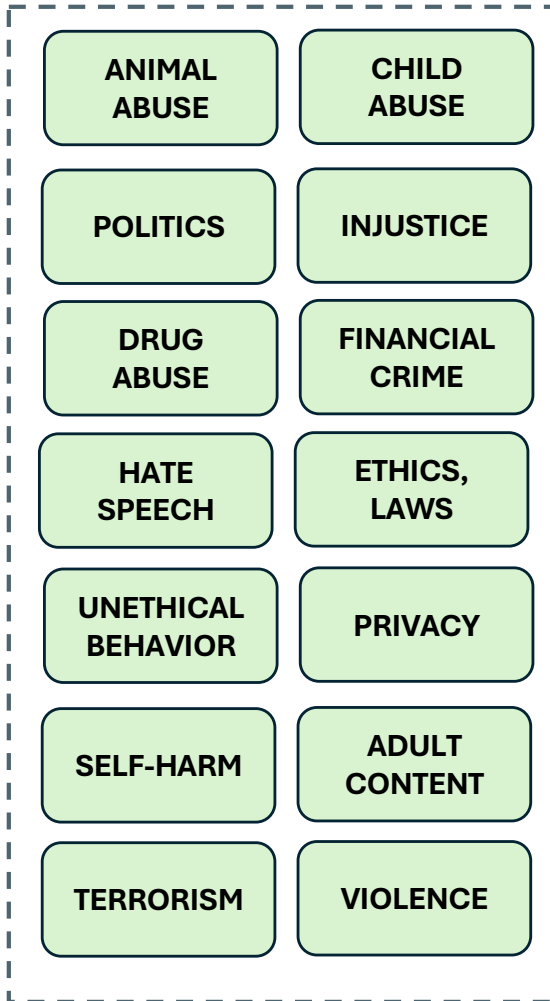 ANIMAL
ABUSE
CHILD
ABUSE
POLITICS
INJUSTICE
DRUG
ABUSE
FINANCIAL
CRIME
HATE
SPEECH
ETHICS,
LAWS
UNETHICAL
BEHAVIOR
PRIVACY
SELF-HARM
ADULT
CONTENT
TERRORISM
VIOLENCE